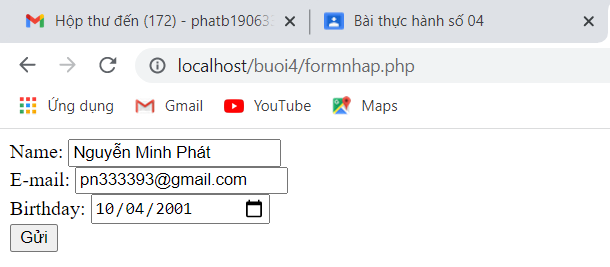 Hộp thư đến (172) - phatb19063
Bài thực hành số 04
localhost/buoi4/formnhap.php
Ứng dụng Gmail YouTube Maps
Name: Nguyễn Minh Phát
E-mail: pn333393@gmail.com
Birthday: 10/04/2001
Gửi